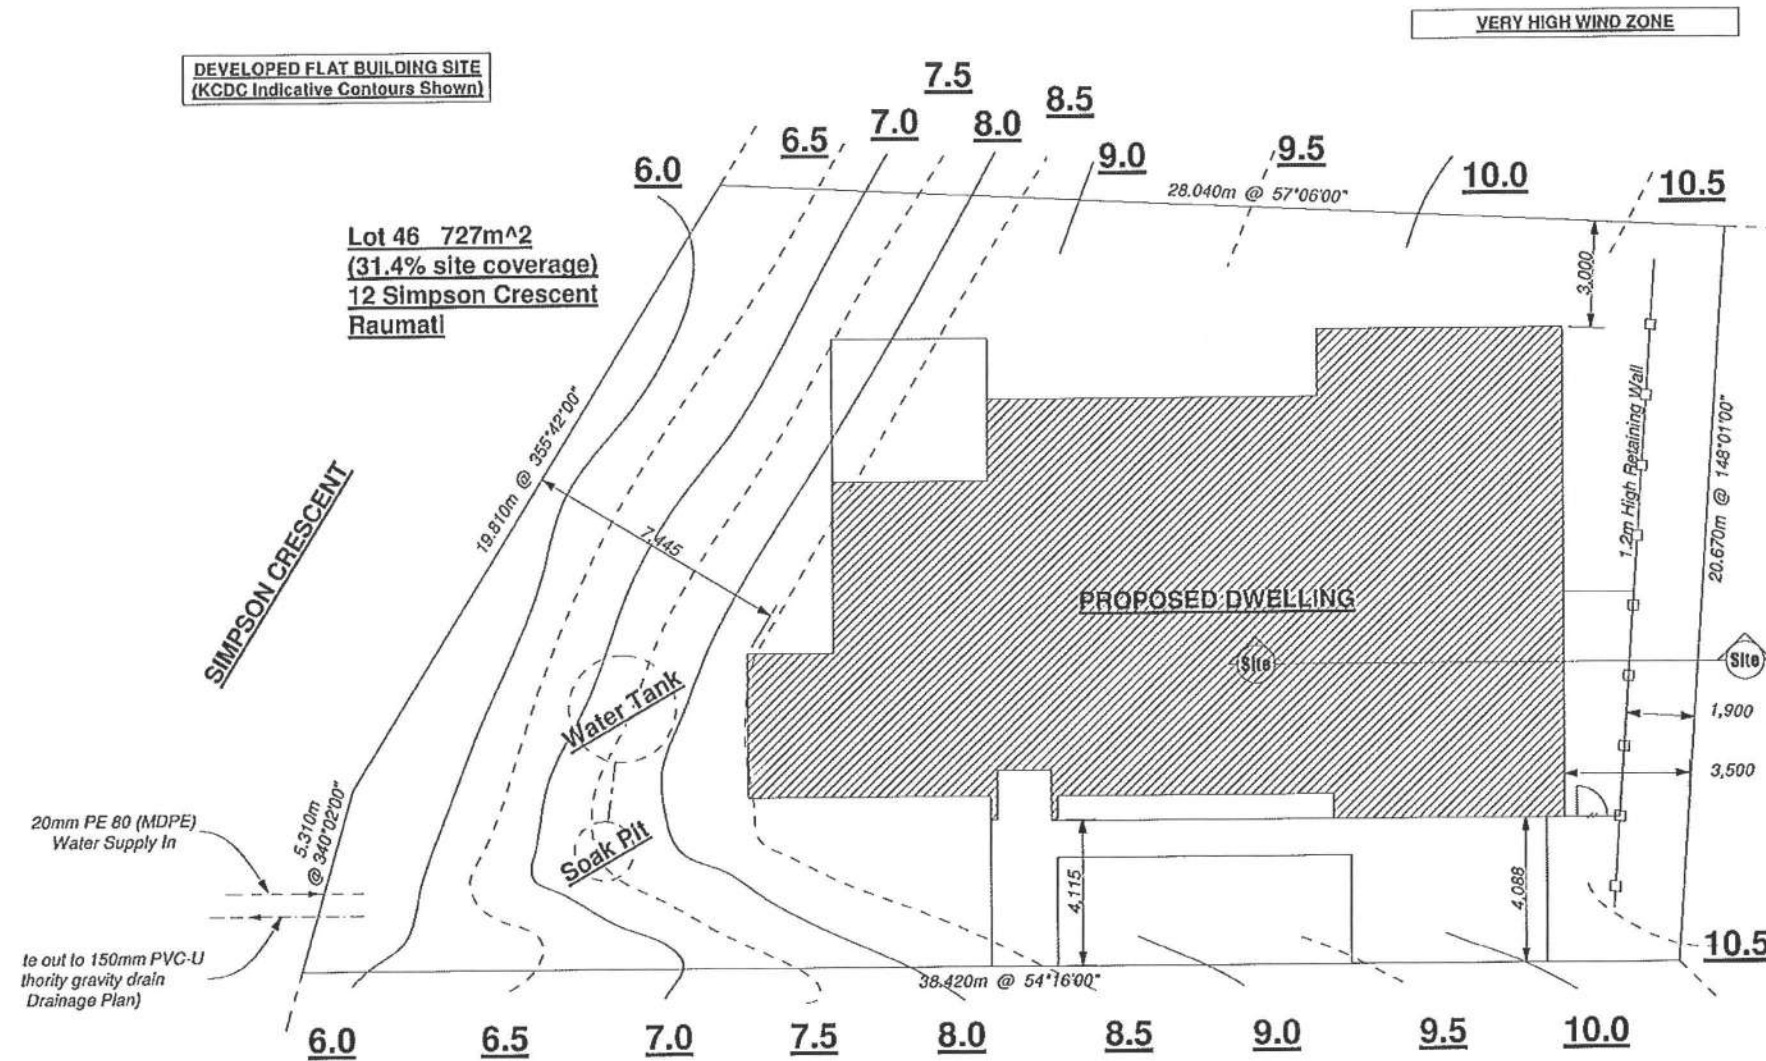 VERY HIGH WIND ZONE
DEVELOPED FLAT BUILDING SITE
(KCDC Indicative Contours Shown)
7.5
8.5
7.0
8.0
6.5
9.0
9.5
6.0
10.0
10.5
28.040m @ 57°06'00"
Lot 46 727m^2
(31.4% site coverage)
12 Simpson Crescent
Raumati
3,000
1.2m High Retaining Wall
20.670m @ 148°01'00"
19.810m @ 355°42'00"
7,445
SIMPSON CRESCENT
PROPOSED DWELLING
Site
Site
Water Tank
1,900
3,500
5.310m
@ 340°02'00"
20mm PE 80 (MDPE)
Water Supply In
Soak Pit
4,115
4,088
te out to 150mm PVC-U
thority gravity drain
Drainage Plan)
10.5
38.420m @ 54°16'00"
6.0
6.5
7.0
7.5
8.0
8.5
9.0
9.5
10.0